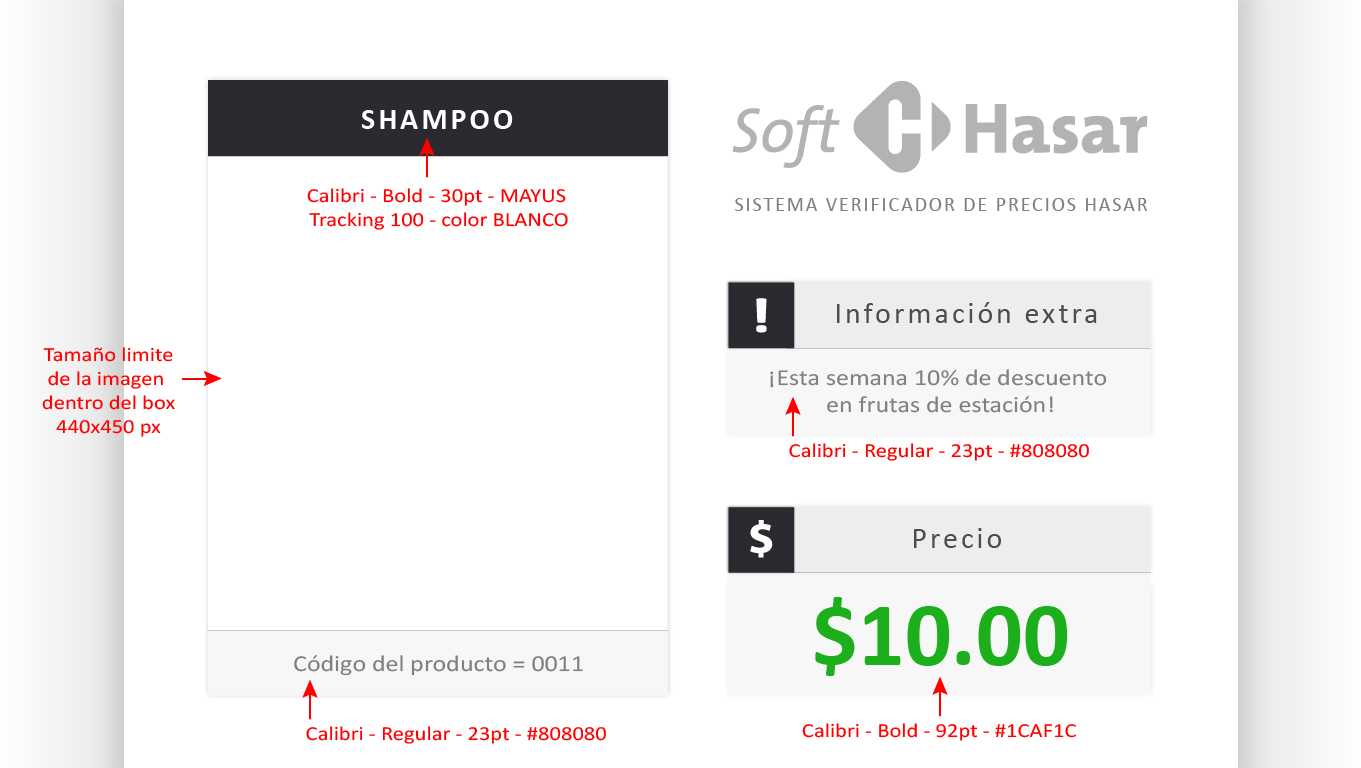 SHAMPOO
Calibri - Bold - 30pt - MAYUS
Tracking 100 - color BLANCO
Tamaño limite
de la imagen
dentro del box
440x450 px
Código del producto = 0011
Calibri - Regular - 23pt - #808080
Soft Hasar
SISTEMA VERIFICADOR DE PRECIOS HASAR
! Información extra
¡Esta semana 10% de descuento
en frutas de estación!
Calibri - Regular - 23pt - #808080
$ Precio
$10.00
Calibri - Bold - 92pt - #1CAF1C